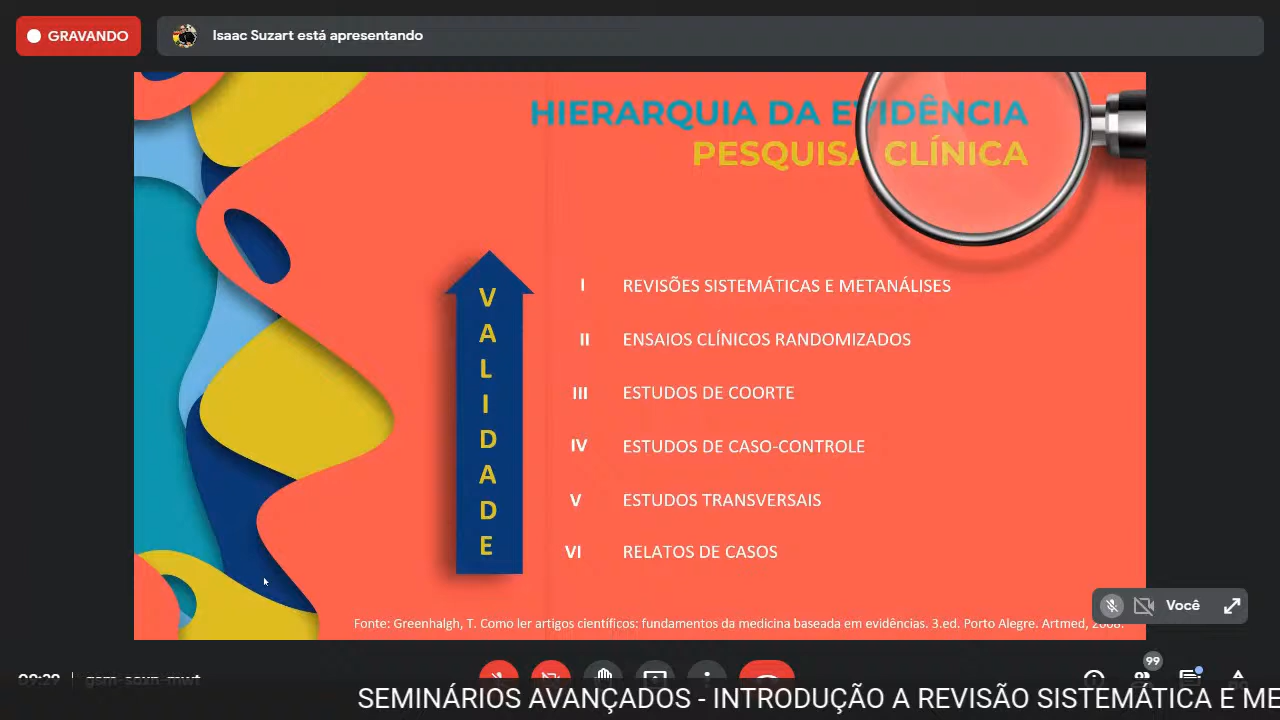 GRAVANDO
Isaac Suzart está apresentando
HIERARQUIA DA EVIDÊNCIA
PESQUISA CLÍNICA
VALIDADE
I REVISÕES SISTEMÁTICAS E METANÁLISES
II ENSAIOS CLÍNICOS RANDOMIZADOS
III ESTUDOS DE COORTE
IV ESTUDOS DE CASO-CONTROLE
V ESTUDOS TRANSVERSAIS
VI RELATOS DE CASOS
Você
Fonte: Greenhalgh, T. Como ler artigos científicos: fundamentos da medicina baseada em evidências. 3.ed. Porto Alegre. Artmed, 2008.
99
SEMINÁRIOS AVANÇADOS - INTRODUÇÃO A REVISÃO SISTEMÁTICA E ME